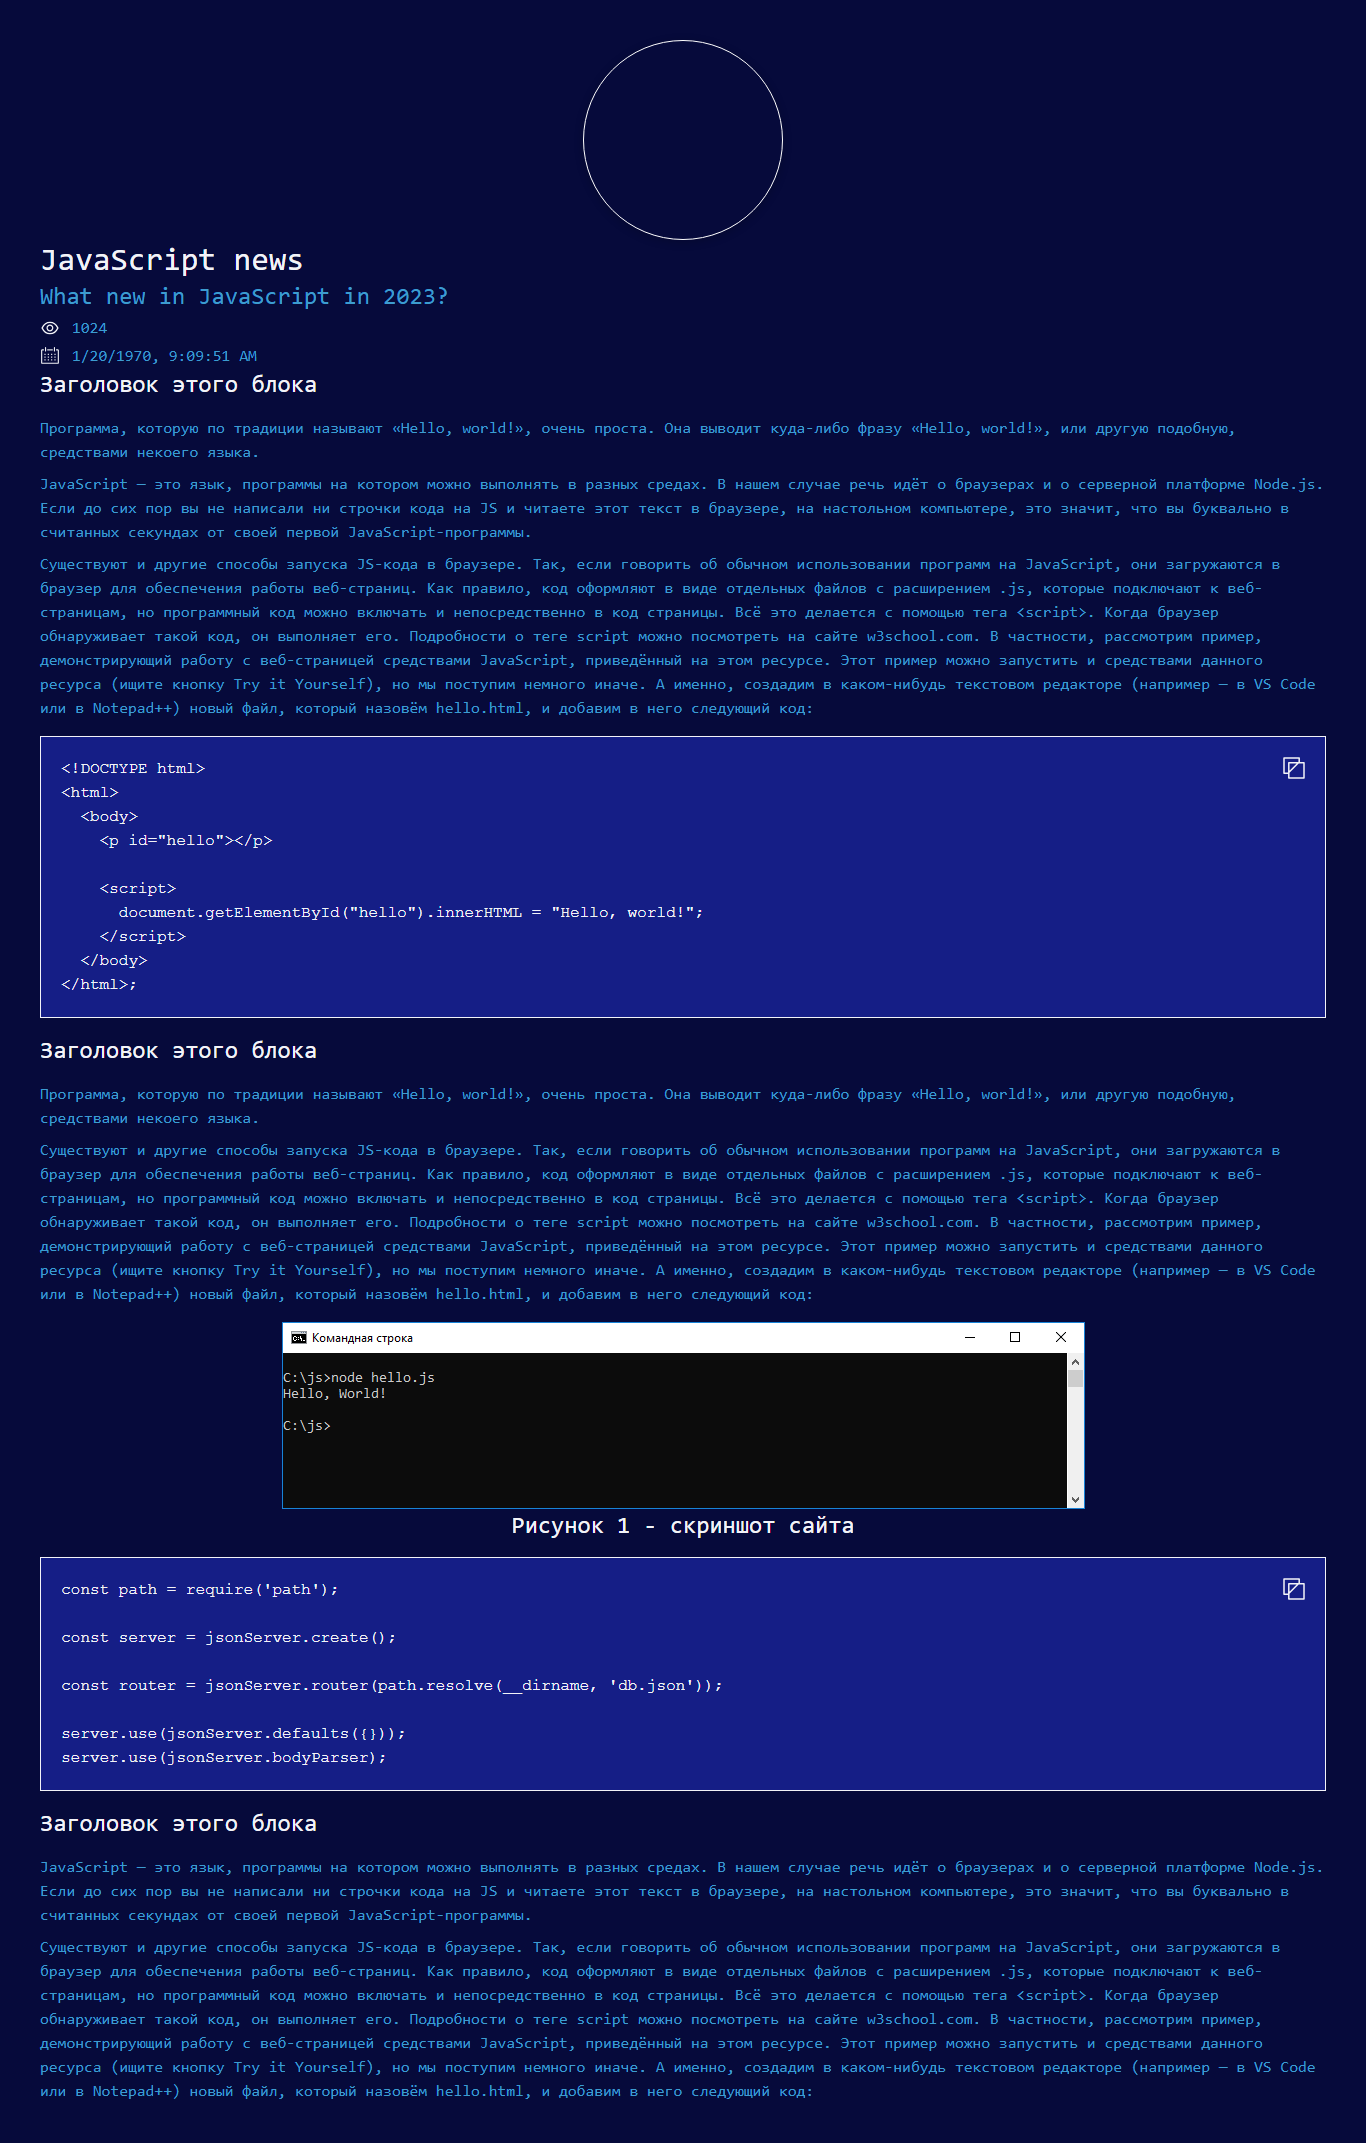 JavaScript news
What new in JavaScript in 2023?
1024
1/20/1970, 9:09:51 AM
Заголовок этого блока
Программа, которую по традиции называют «Hello, world!», очень проста. Она выводит куда-либо фразу «Hello, world!», или другую подобную,
средствами некоего языка.
JavaScript — это язык, программы на котором можно выполнять в разных средах. В нашем случае речь идёт о браузерах и о серверной платформе Node.js.
Если до сих пор вы не написали ни строчки кода на JS и читаете этот текст в браузере, на настольном компьютере, это значит, что вы буквально в
считанных секундах от своей первой JavaScript-программы.
Существуют и другие способы запуска JS-кода в браузере. Так, если говорить об обычном использовании программ на JavaScript, они загружаются в
браузер для обеспечения работы веб-страниц. Как правило, код оформляют в виде отдельных файлов с расширением .js, которые подключают к веб-
страницам, но программный код можно включать и непосредственно в код страницы. Всё это делается с помощью тега <script>. Когда браузер
обнаруживает такой код, он выполняет его. Подробности о теге script можно посмотреть на сайте w3school.com. В частности, рассмотрим пример,
демонстрирующий работу с веб-страницей средствами JavaScript, приведённый на этом ресурсе. Этот пример можно запустить и средствами данного
ресурса (ищите кнопку Try it Yourself), но мы поступим немного иначе. А именно, создадим в каком-нибудь текстовом редакторе (например — в VS Code
или в Notepad++) новый файл, который назовём hello.html, и добавим в него следующий код:
<!DOCTYPE html>
<html>
  <body>
    <p id="hello"></p>
    <script>
      document.getElementById("hello").innerHTML = "Hello, world!";
    </script>
  </body>
</html>;
Заголовок этого блока
Программа, которую по традиции называют «Hello, world!», очень проста. Она выводит куда-либо фразу «Hello, world!», или другую подобную,
средствами некоего языка.
Существуют и другие способы запуска JS-кода в браузере. Так, если говорить об обычном использовании программ на JavaScript, они загружаются в
браузер для обеспечения работы веб-страниц. Как правило, код оформляют в виде отдельных файлов с расширением .js, которые подключают к веб-
страницам, но программный код можно включать и непосредственно в код страницы. Всё это делается с помощью тега <script>. Когда браузер
обнаруживает такой код, он выполняет его. Подробности о теге script можно посмотреть на сайте w3school.com. В частности, рассмотрим пример,
демонстрирующий работу с веб-страницей средствами JavaScript, приведённый на этом ресурсе. Этот пример можно запустить и средствами данного
ресурса (ищите кнопку Try it Yourself), но мы поступим немного иначе. А именно, создадим в каком-нибудь текстовом редакторе (например — в VS Code
или в Notepad++) новый файл, который назовём hello.html, и добавим в него следующий код:
Командная строка
C:\js>node hello.js
Hello, World!
C:\js>
Рисунок 1 - скриншот сайта
const path = require('path');
const server = jsonServer.create();
const router = jsonServer.router(path.resolve(__dirname, 'db.json'));
server.use(jsonServer.defaults({}));
server.use(jsonServer.bodyParser);
Заголовок этого блока
JavaScript — это язык, программы на котором можно выполнять в разных средах. В нашем случае речь идёт о браузерах и о серверной платформе Node.js.
Если до сих пор вы не написали ни строчки кода на JS и читаете этот текст в браузере, на настольном компьютере, это значит, что вы буквально в
считанных секундах от своей первой JavaScript-программы.
Существуют и другие способы запуска JS-кода в браузере. Так, если говорить об обычном использовании программ на JavaScript, они загружаются в
браузер для обеспечения работы веб-страниц. Как правило, код оформляют в виде отдельных файлов с расширением .js, которые подключают к веб-
страницам, но программный код можно включать и непосредственно в код страницы. Всё это делается с помощью тега <script>. Когда браузер
обнаруживает такой код, он выполняет его. Подробности о теге script можно посмотреть на сайте w3school.com. В частности, рассмотрим пример,
демонстрирующий работу с веб-страницей средствами JavaScript, приведённый на этом ресурсе. Этот пример можно запустить и средствами данного
ресурса (ищите кнопку Try it Yourself), но мы поступим немного иначе. А именно, создадим в каком-нибудь текстовом редакторе (например — в VS Code
или в Notepad++) новый файл, который назовём hello.html, и добавим в него следующий код: